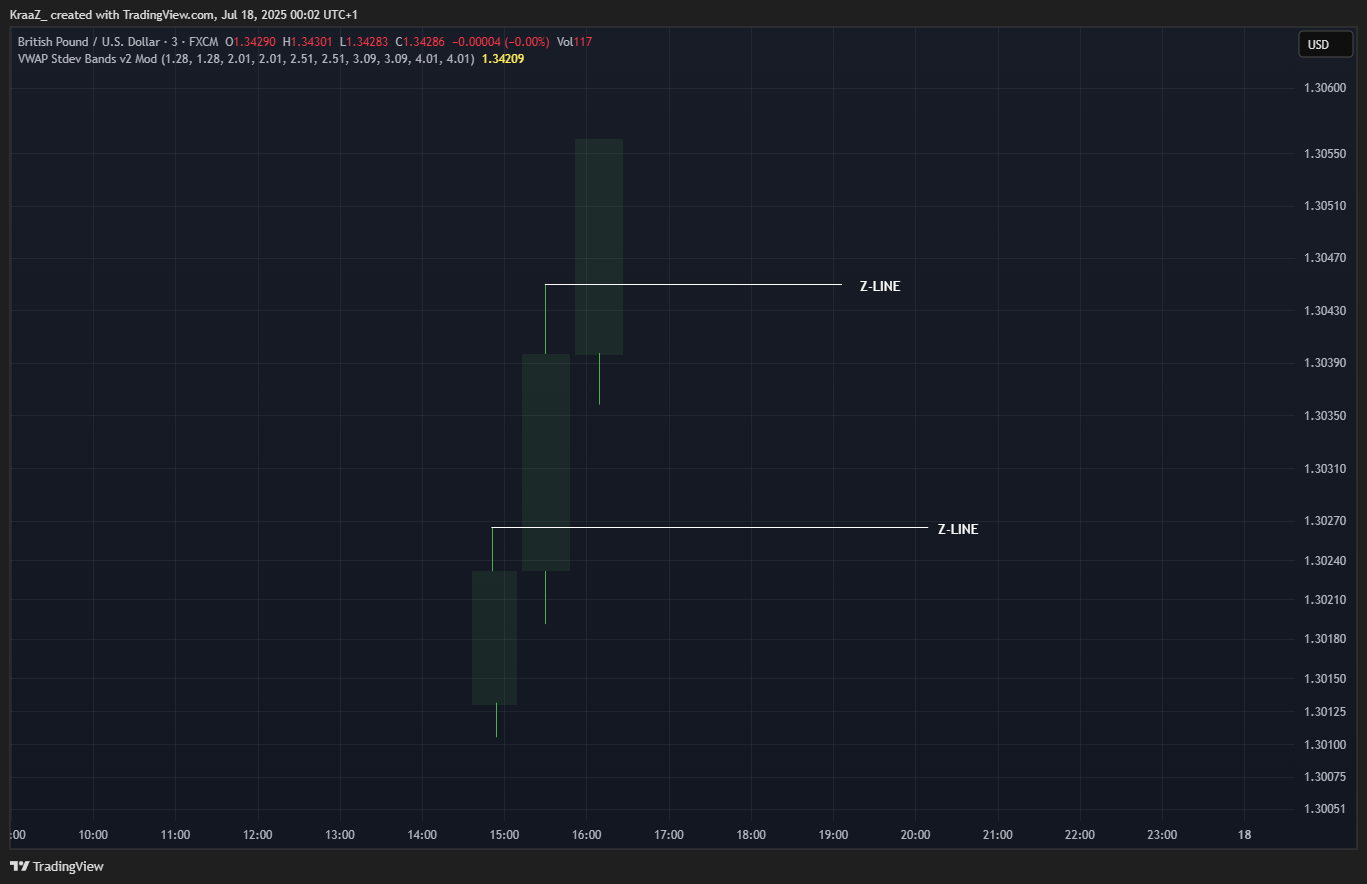 KraaZ_ created with TradingView.com, Jul 18, 2025 00:02 UTC+1
British Pound / U.S. Dollar · 3 · FXCM O1.34290 H1.34301 L1.34283 C1.34286 −0.00004 (−0.00%) Vol117
USD
VWAP Stdev Bands v2 Mod (1.28, 1.28, 2.01, 2.01, 2.51, 2.51, 3.09, 3.09, 4.01, 4.01) 1.34209
1.30600
1.30550
1.30510
1.30470
Z-LINE
1.30430
1.30390
1.30350
1.30310
1.30270
Z-LINE
1.30240
1.30210
1.30180
1.30150
1.30125
1.30100
1.30075
1.30051
:00 10:00 11:00 12:00 13:00 14:00 15:00 16:00 17:00 18:00 19:00 20:00 21:00 22:00 23:00 18
TradingView